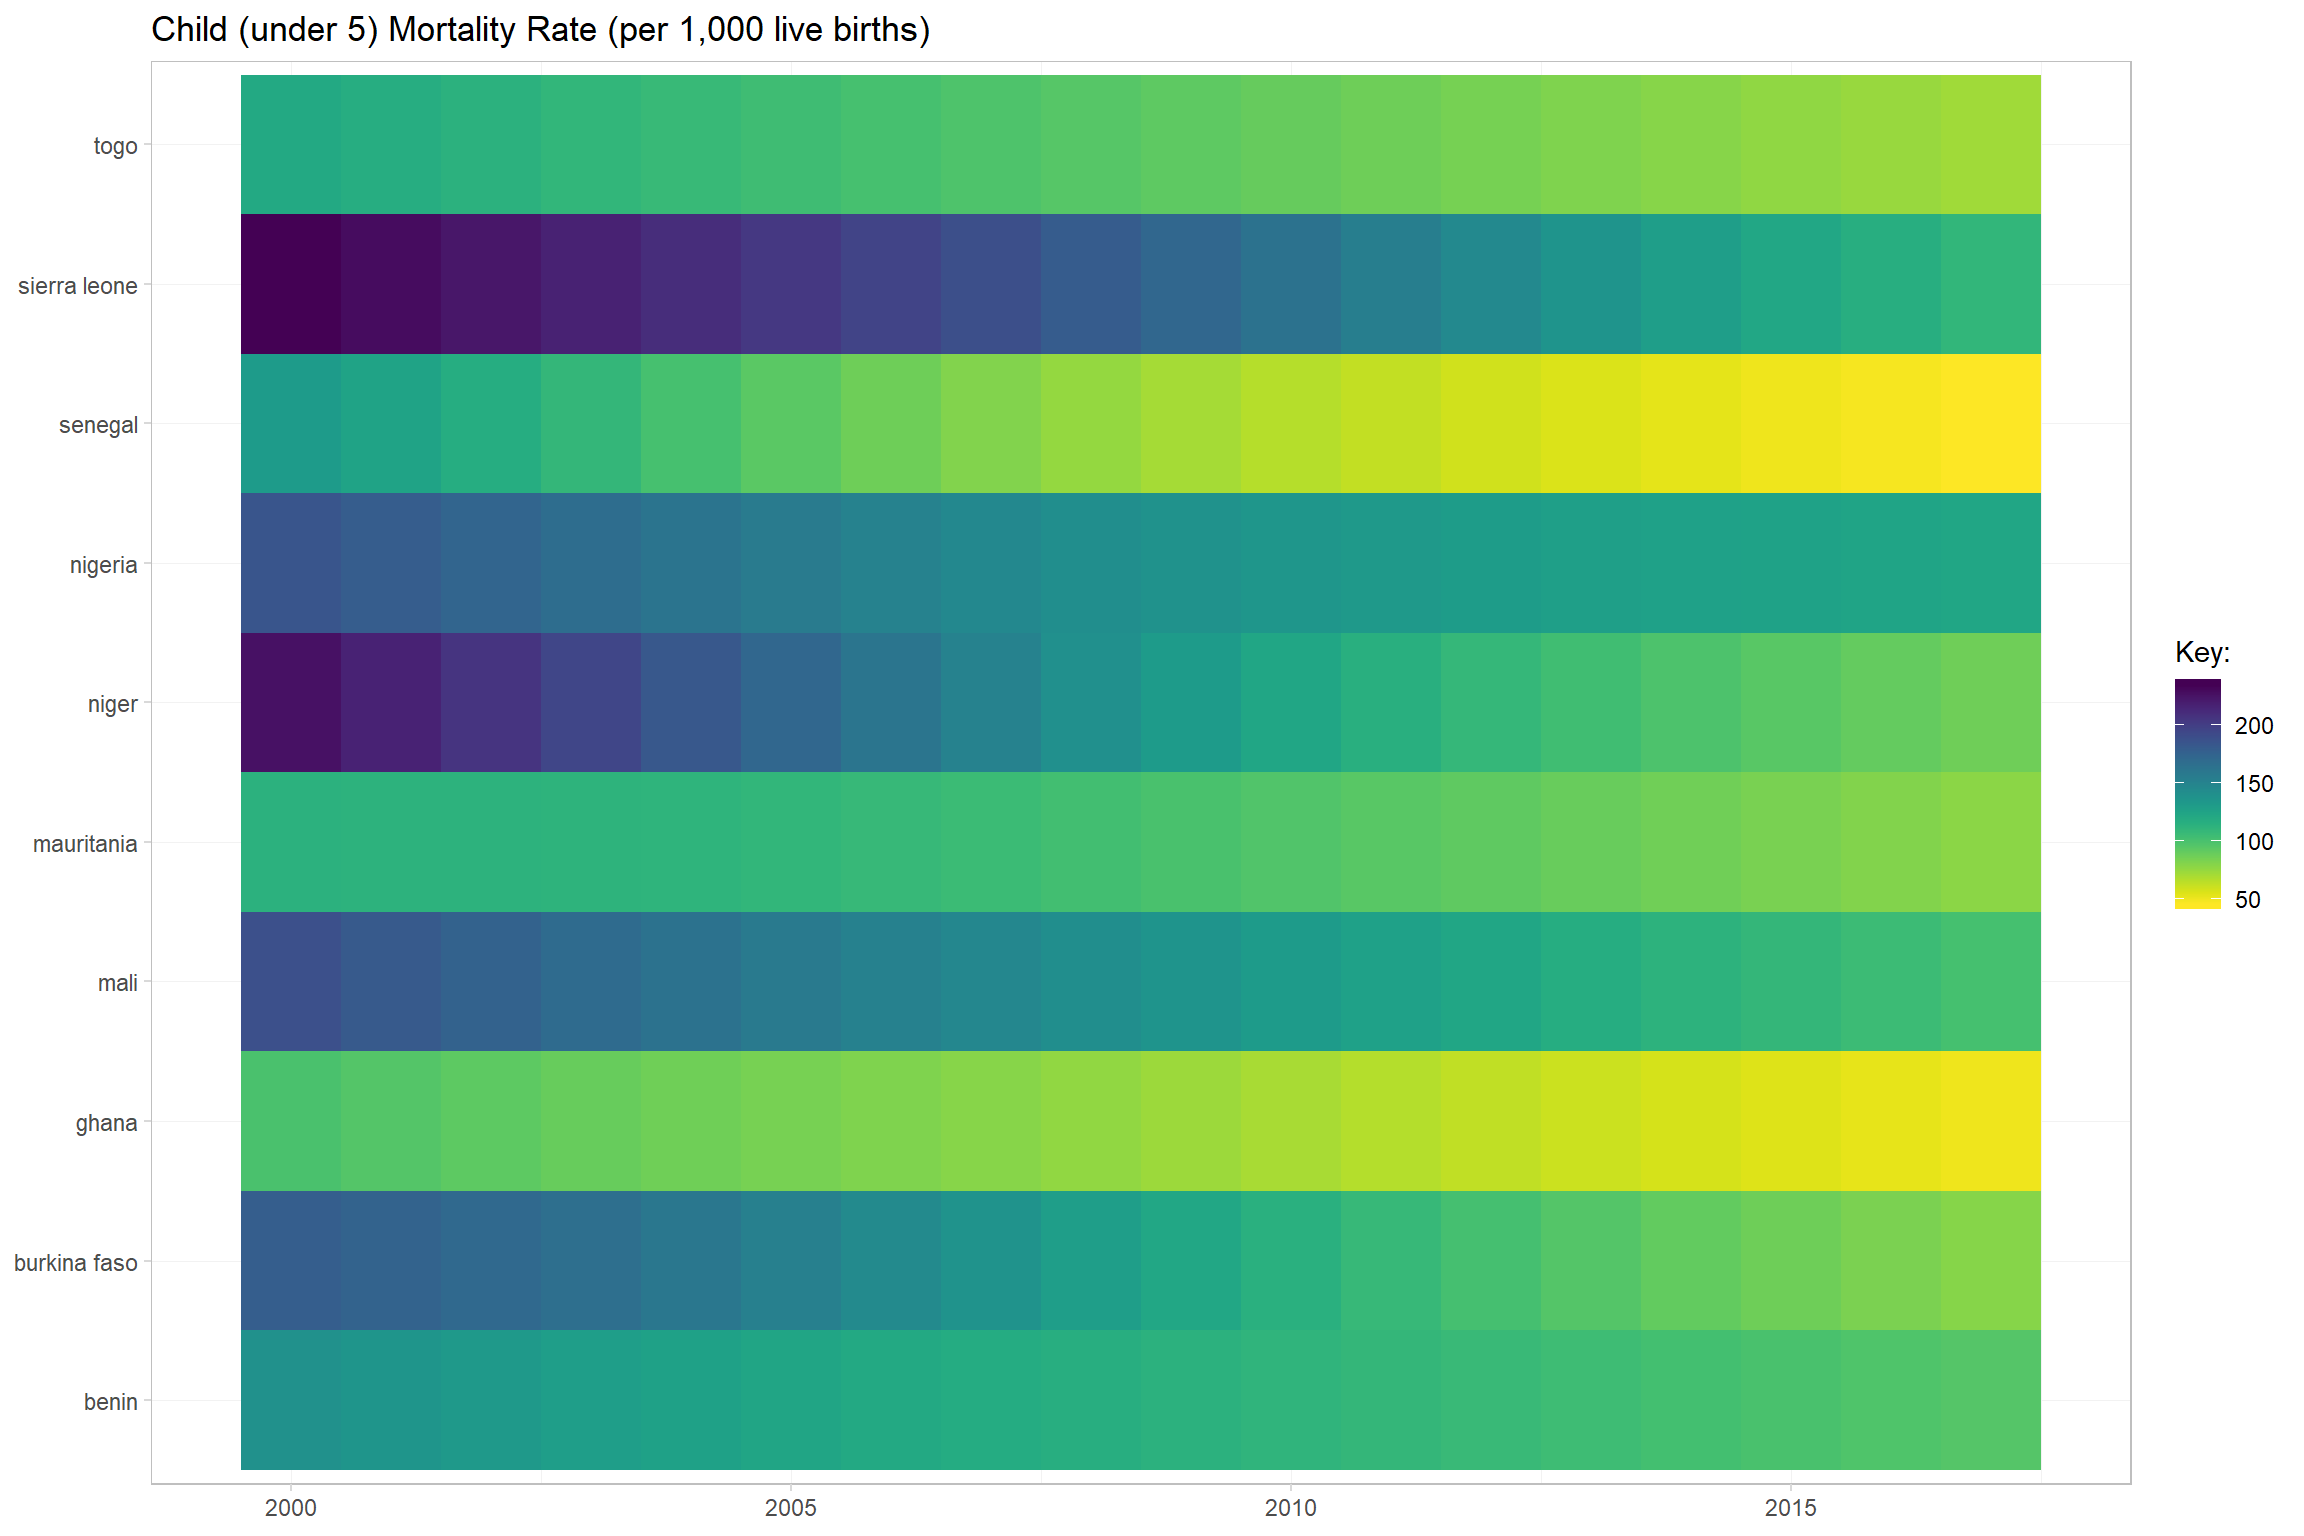 Child (under 5) Mortality Rate (per 1,000 live births)
togo
sierra leone
senegal
nigeria
niger
mauritania
mali
ghana
burkina faso
benin
2000 2005 2010 2015
Key:
200
150
100
50